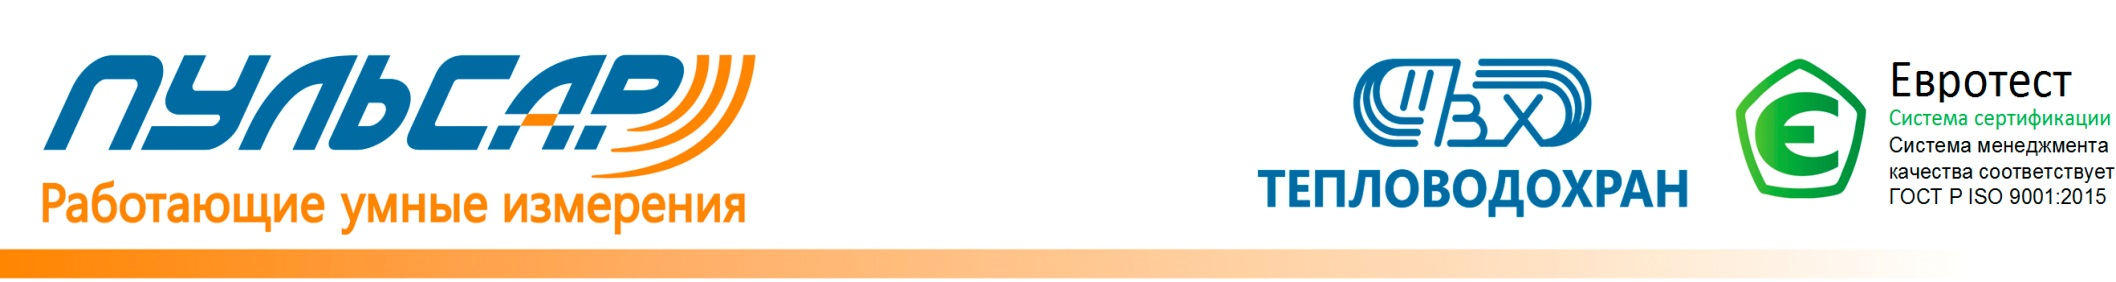 ПУЛЬСАР
Работающие умные измерения
ТВХ
ТЕПЛОВОДОХРАН
Евротест
Система сертификации
Система менеджмента
качества соответствует
ГОСТ Р ISO 9001:2015